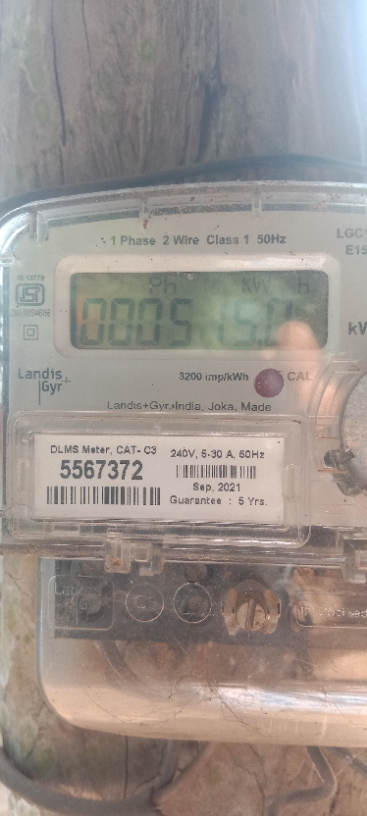 1 Phase 2 Wire Class 1 50Hz
LGC
E15
Ph kW h
000515.0
kW
Landis
Gyr+
3200 imp/kWh CAL
Landis+Gyr, India, Joka, Made
DLMS Meter, CAT- C3
5567372
240V, 5-30 A, 50Hz
Sep, 2021
Guarantee : 5 Yrs.